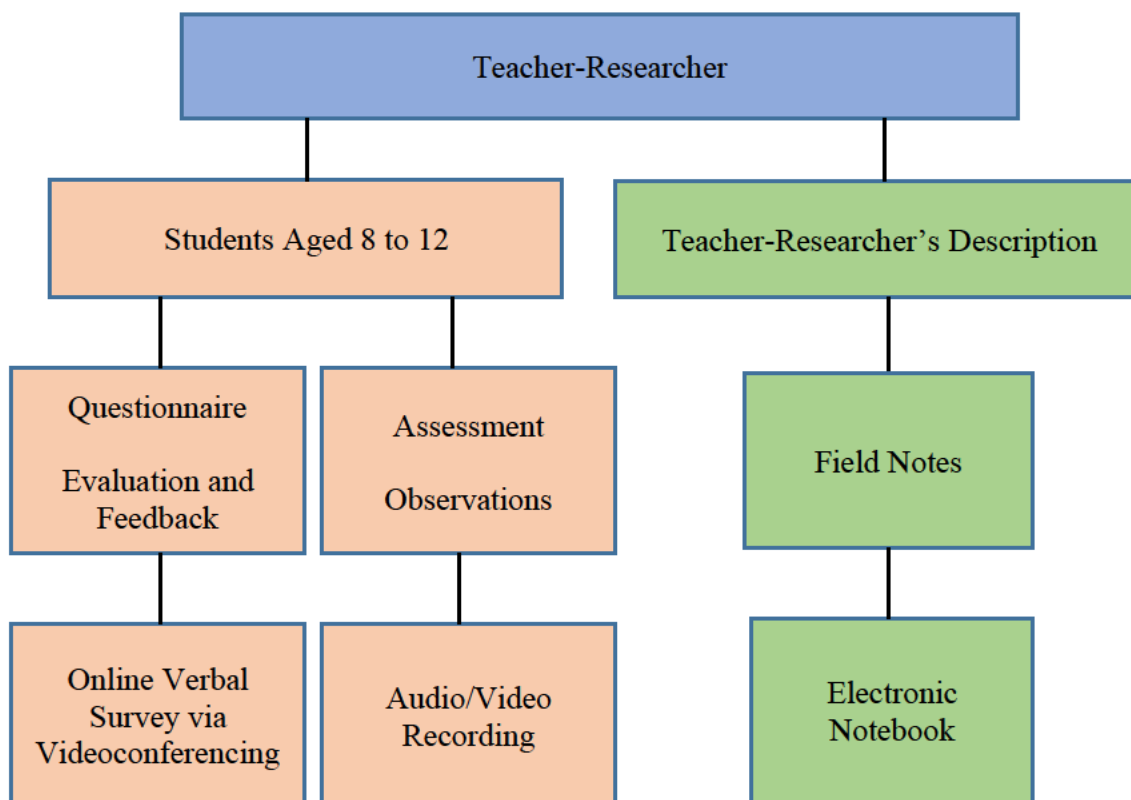 Teacher-Researcher
Students Aged 8 to 12
Teacher-Researcher’s Description
Questionnaire
Evaluation and
Feedback
Assessment
Observations
Field Notes
Online Verbal
Survey via
Videoconferencing
Audio/Video
Recording
Electronic
Notebook